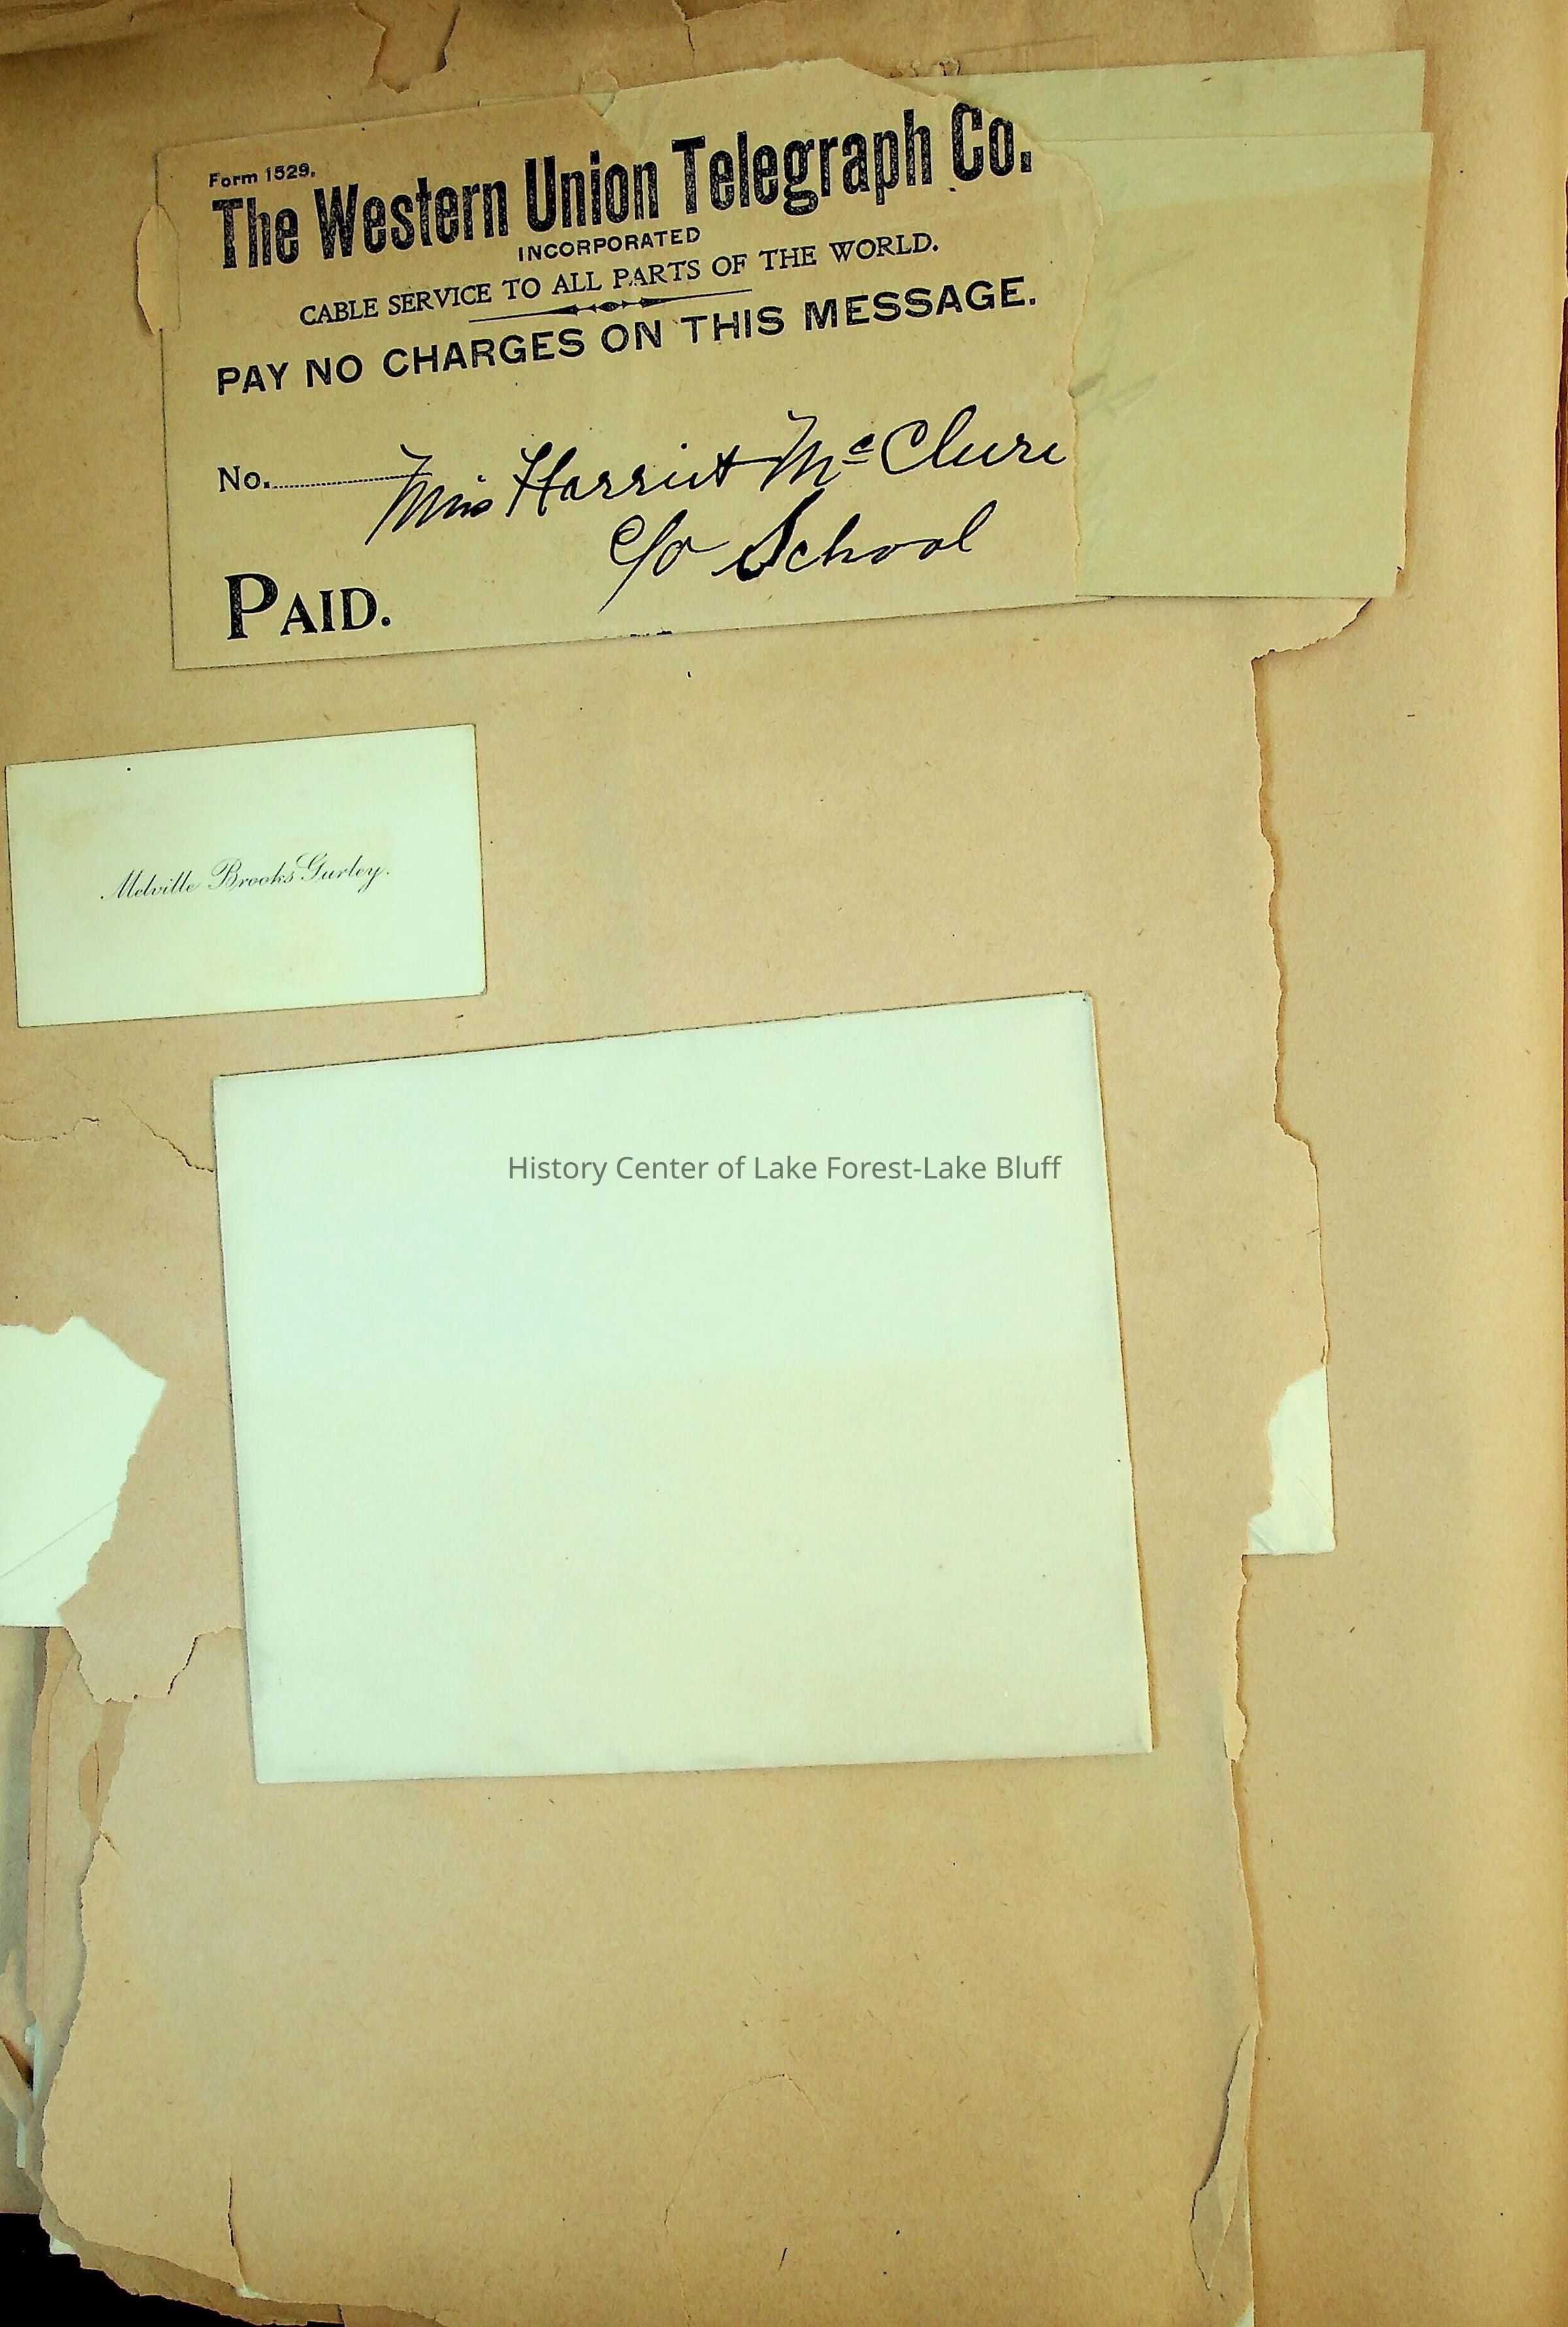 Form 1529.
The Western Union Telegraph Co.
INCORPORATED
CABLE SERVICE TO ALL PARTS OF THE WORLD.
PAY NO CHARGES ON THIS MESSAGE.
No. Miss Harriet McClure
c/o School
PAID.
Melville Brooks Gurley.
History Center of Lake Forest-Lake Bluff